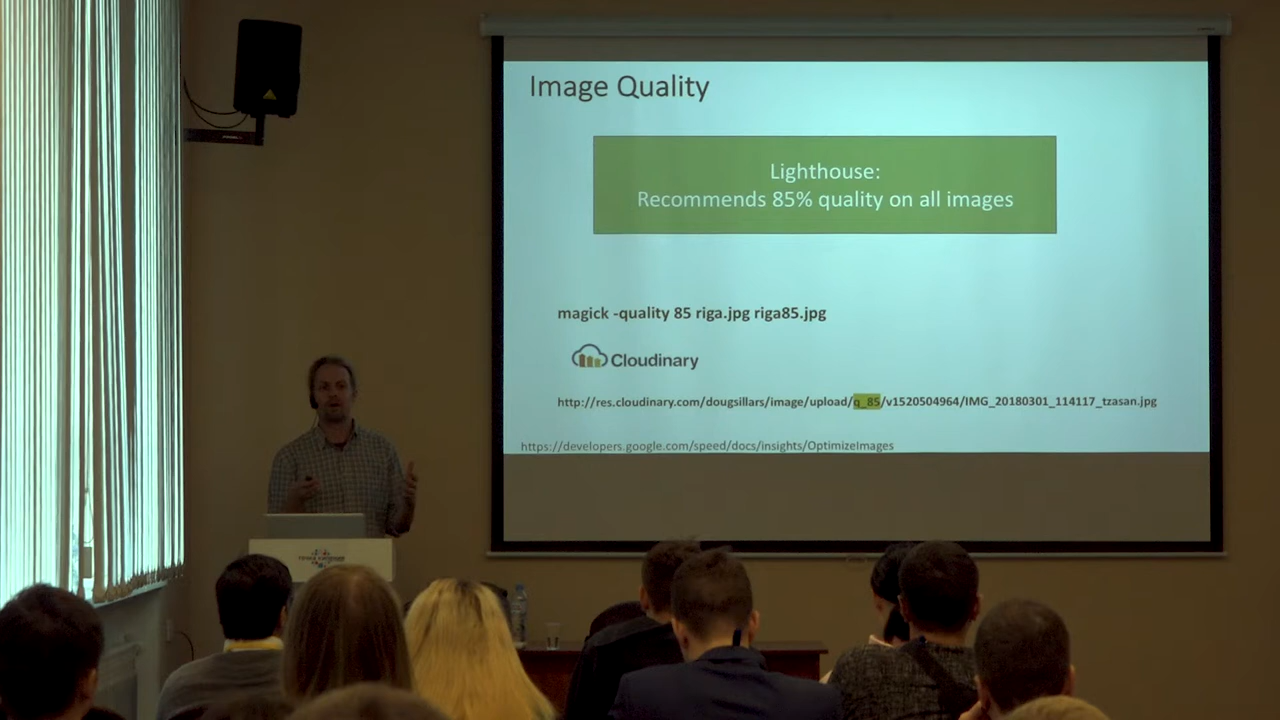 Image Quality
Lighthouse:
Recommends 85% quality on all images
magick -quality 85 riga.jpg riga85.jpg
Cloudinary
http://res.cloudinary.com/dougsillars/image/upload/q_85/v1520504964/IMG_20180301_114117_tzasan.jpg
https://developers.google.com/speed/docs/insights/OptimizeImages